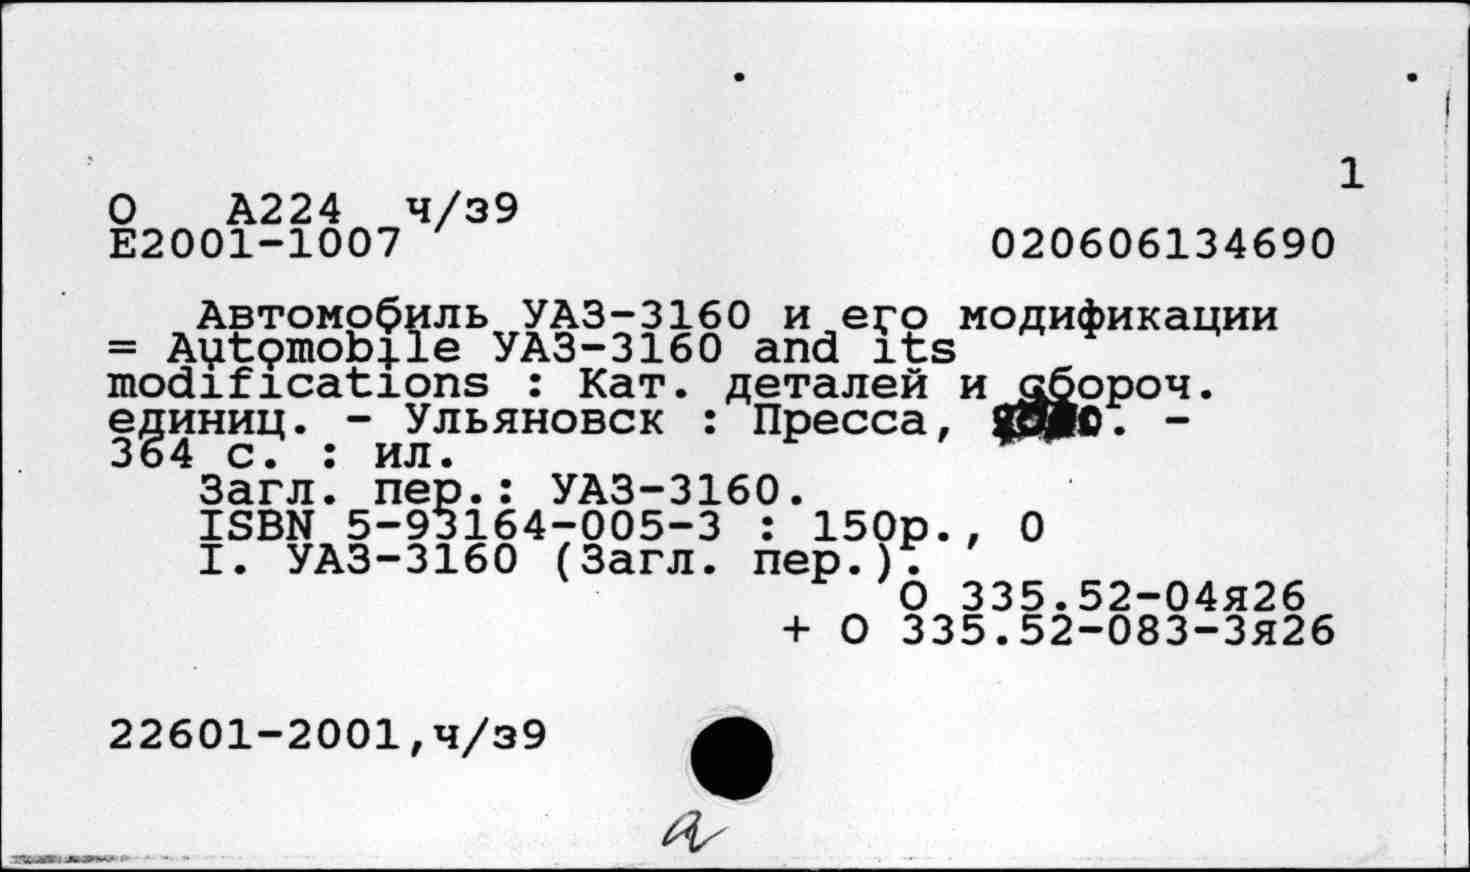 1
О А224 ч/з9
Е2001-1007 020606134690
Автомобиль УАЗ-3160 и его модификации
= Automobile УАЗ-3160 and its
modifications : Кат. деталей и сбороч.
единиц. - Ульяновск : Пресса, -
364 с. : ил.
Загл. пер.: УАЗ-3160.
ISBN 5-93164-005-3 : 150р., 0
I. УАЗ-3160 (Загл. пер.).
О 335.52-04я26
+ О 335.52-083-3я26
22601-2001,ч/з9